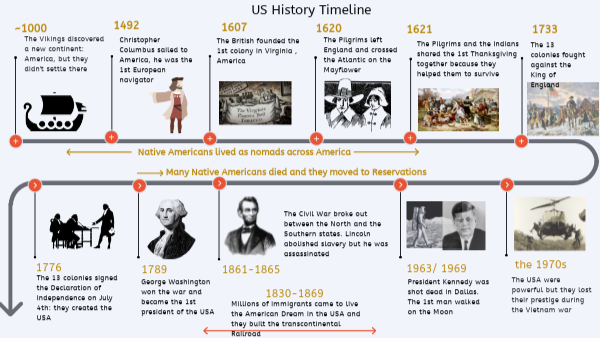 US History Timeline
~1000
The Vikings discovered
a new continent:
America, but they
didn't settle there
1492
Christopher
Columbus sailed to
America, he was the
1st European
navigator
1607
The British founded the
1st colony in Virginia ,
America
1620
The Pilgrims left
England and crossed
the Atlantic on the
Mayflower
1621
The Pilgrims and the Indians
shared the 1st Thanksgiving
together because they
helped them to survive
1733
The 13
colonies fought
against the
King of
England
Native Americans lived as nomads across America
Many Native Americans died and they moved to Reservations
1776
The 13 colonies signed
the Declaration of
Independence on July
4th: they created the
USA
1789
George Washington
won the war and
became the 1st
president of the USA
1861-1865
The Civil War broke out
between the North and the
Southern states. Lincoln
abolished slavery but he was
assassinated
1830-1869
Millions of immigrants came to live
the American Dream in the USA and
they built the transcontinental
Railroad
1963/ 1969
President Kennedy was
shot dead in Dallas.
The 1st man walked
on the Moon
the 1970s
The USA were
powerful but they lost
their prestige during
the Vietnam war